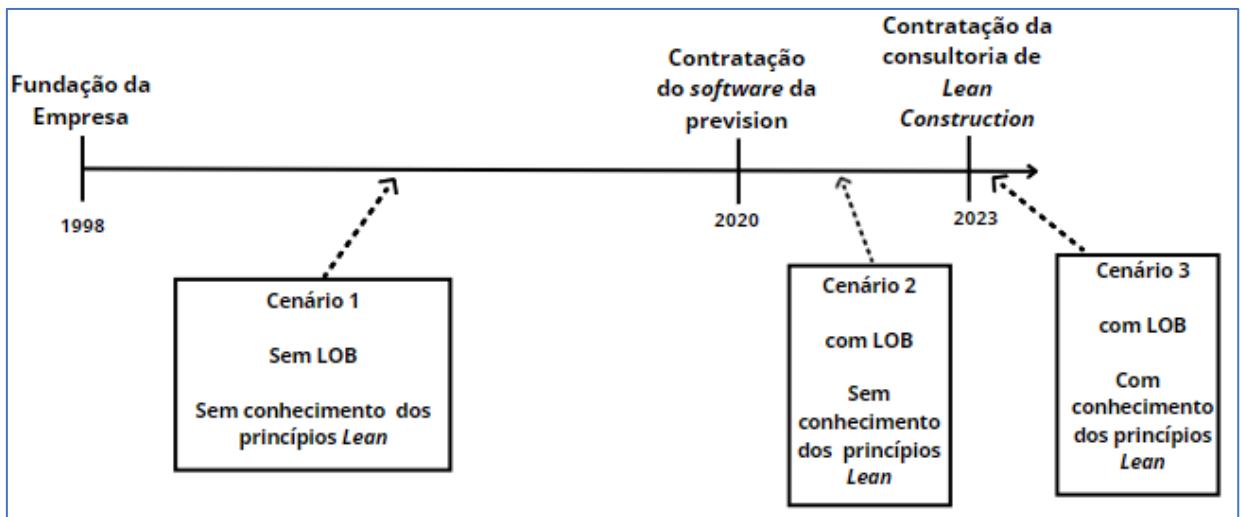 Fundação da
Empresa
1998
Contratação
do software da
prevision
2020
Contratação da
consultoria de
Lean
Construction
2023
Cenário 1
Sem LOB
Sem conhecimento dos
princípios Lean
Cenário 2
com LOB
Sem
conhecimento
dos princípios
Lean
Cenário 3
com LOB
Com
conhecimento
dos princípios
Lean